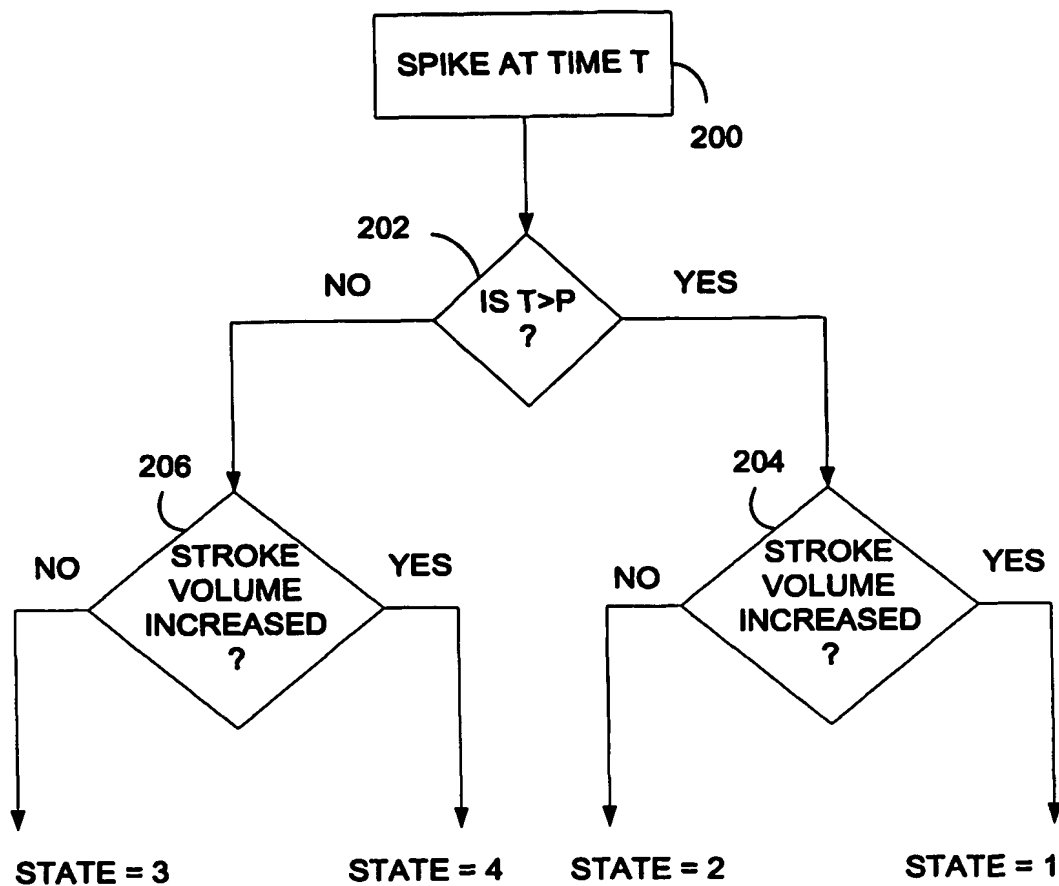 SPIKE AT TIME T
200
202
NO
YES
IS T>P
?
206
204
NO
STROKE
VOLUME
INCREASED
?
YES
NO
STROKE
VOLUME
INCREASED
?
YES
STATE = 3
STATE = 4
STATE = 2
STATE = 1